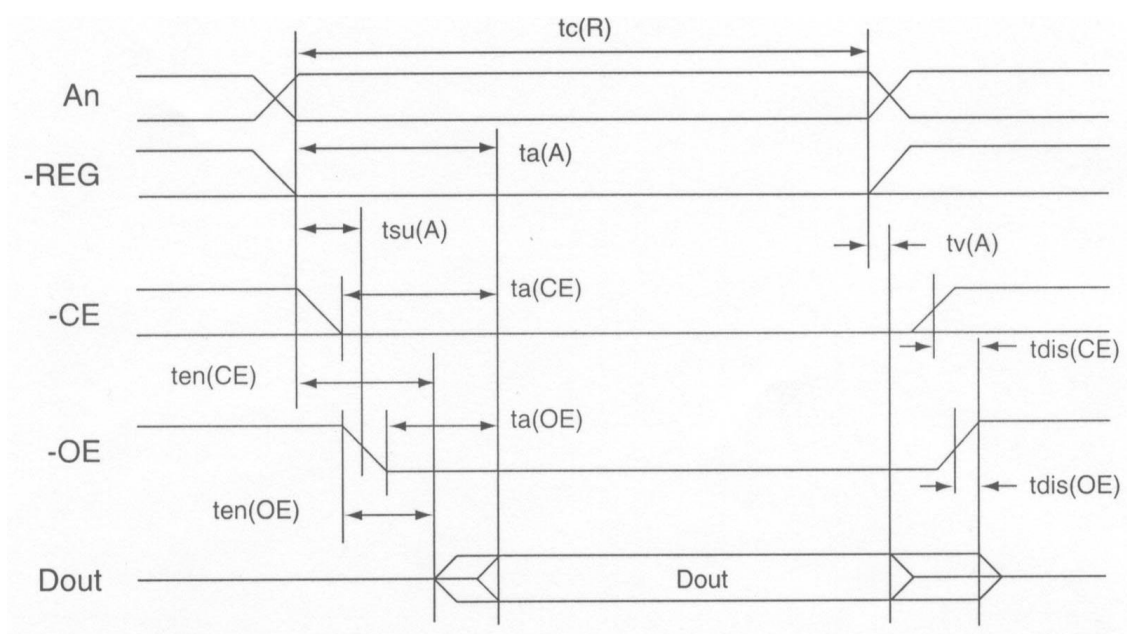 tc(R)
An
ta(A)
-REG
tsu(A)
tv(A)
ta(CE)
-CE
tdis(CE)
ten(CE)
ta(OE)
-OE
tdis(OE)
ten(OE)
Dout
Dout